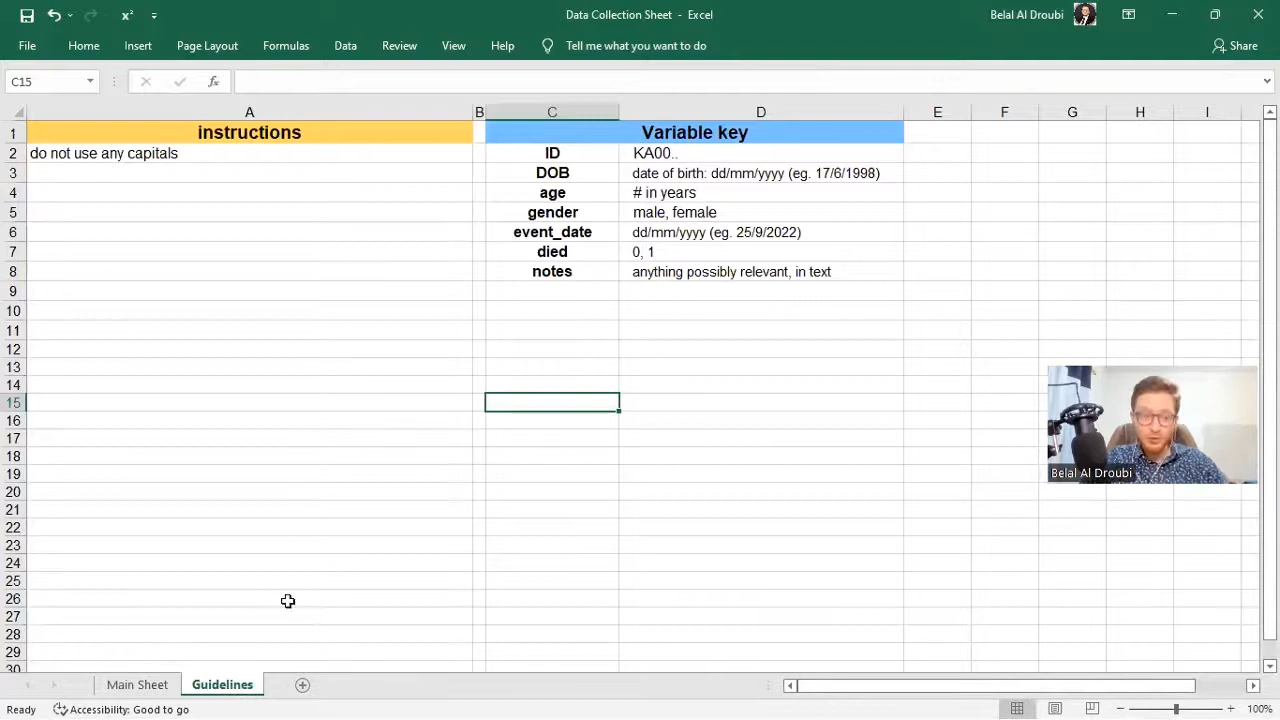 Data Collection Sheet - Excel
Belal Al Droubi
File Home Insert Page Layout Formulas Data Review View Help Tell me what you want to do Share
C15
fx
A B C D E F G H I
1 instructions Variable key
2 do not use any capitals ID KA00..
3 DOB date of birth: dd/mm/yyyy (eg. 17/6/1998)
4 age # in years
5 gender male, female
6 event_date dd/mm/yyyy (eg. 25/9/2022)
7 died 0, 1
8 notes anything possibly relevant, in text
9
10
11
12
13
14
15
16
17
18
19
20
21
22
23
24
25
26
27
28
29
30
Belal Al Droubi
Main Sheet Guidelines
Ready Accessibility: Good to go 100%